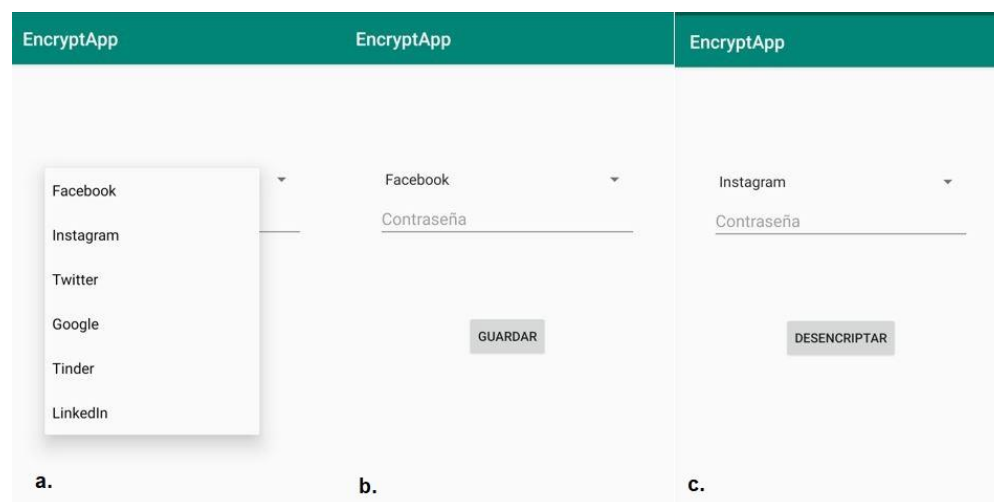 EncryptApp
Facebook
Instagram
Twitter
Google
Tinder
LinkedIn
a.
EncryptApp
Facebook
Contraseña
GUARDAR
b.
EncryptApp
Instagram
Contraseña
DESENCRIPTAR
c.